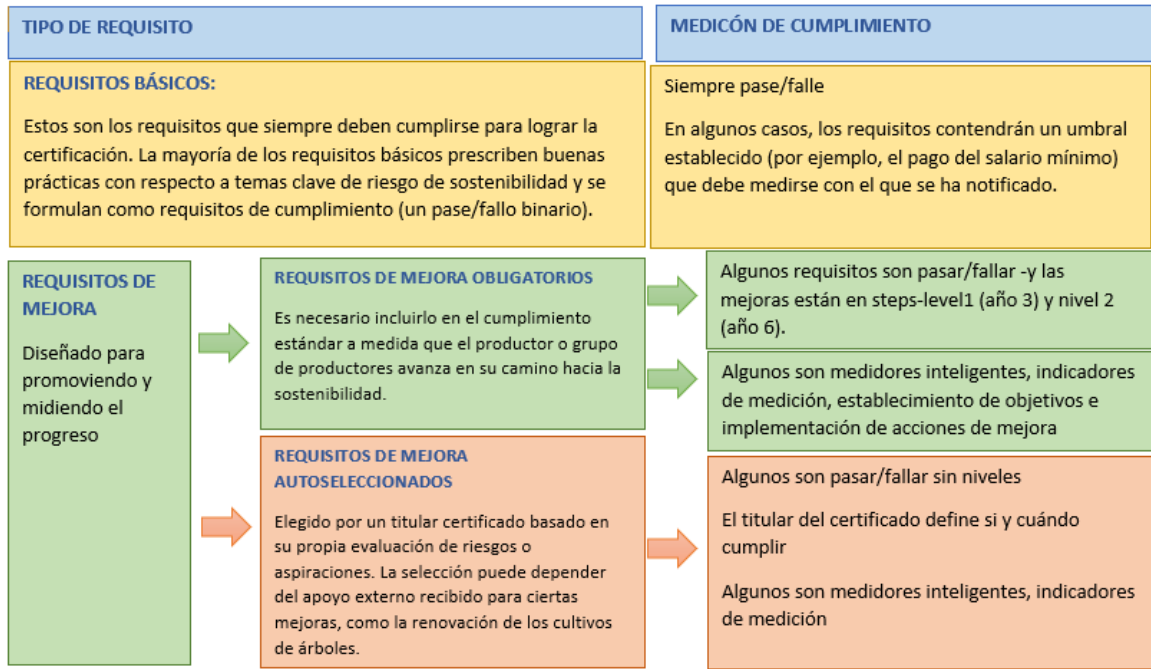 TIPO DE REQUISITO
MEDICÓN DE CUMPLIMIENTO
REQUISITOS BÁSICOS:
Estos son los requisitos que siempre deben cumplirse para lograr la
certificación. La mayoría de los requisitos básicos prescriben buenas
prácticas con respecto a temas clave de riesgo de sostenibilidad y se
formulan como requisitos de cumplimiento (un pase/fallo binario).
Siempre pase/falle
En algunos casos, los requisitos contendrán un umbral
establecido (por ejemplo, el pago del salario mínimo)
que debe medirse con el que se ha notificado.
REQUISITOS DE
MEJORA
Diseñado para
promoviendo y
midiendo el
progreso
REQUISITOS DE MEJORA OBLIGATORIOS
Es necesario incluirlo en el cumplimiento
estándar a medida que el productor o grupo
de productores avanza en su camino hacia la
sostenibilidad.
Algunos requisitos son pasar/fallar -y las
mejoras están en steps-level1 (año 3) y nivel 2
(año 6).
Algunos son medidores inteligentes, indicadores
de medición, establecimiento de objetivos e
implementación de acciones de mejora
REQUISITOS DE MEJORA
AUTOSELECCIONADOS
Elegido por un titular certificado basado en
su propia evaluación de riesgos o
aspiraciones. La selección puede depender
del apoyo externo recibido para ciertas
mejoras, como la renovación de los cultivos
de árboles.
Algunos son pasar/fallar sin niveles
El titular del certificado define si y cuándo
cumplir
Algunos son medidores inteligentes, indicadores
de medición